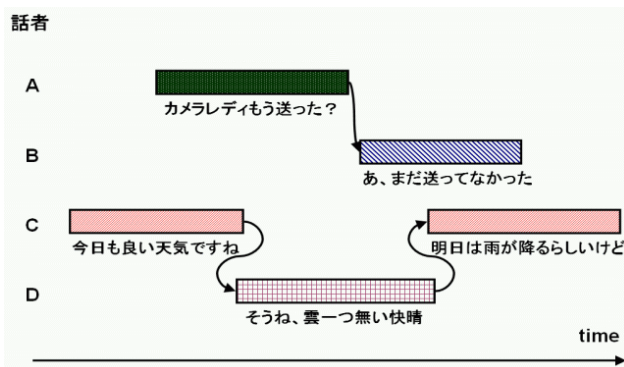 話者
A
カメラレディもう送った？
B
あ、まだ送ってなかった
C
今日も良い天気ですね
明日は雨が降るらしいけど
D
そうね、雲一つ無い快晴
time